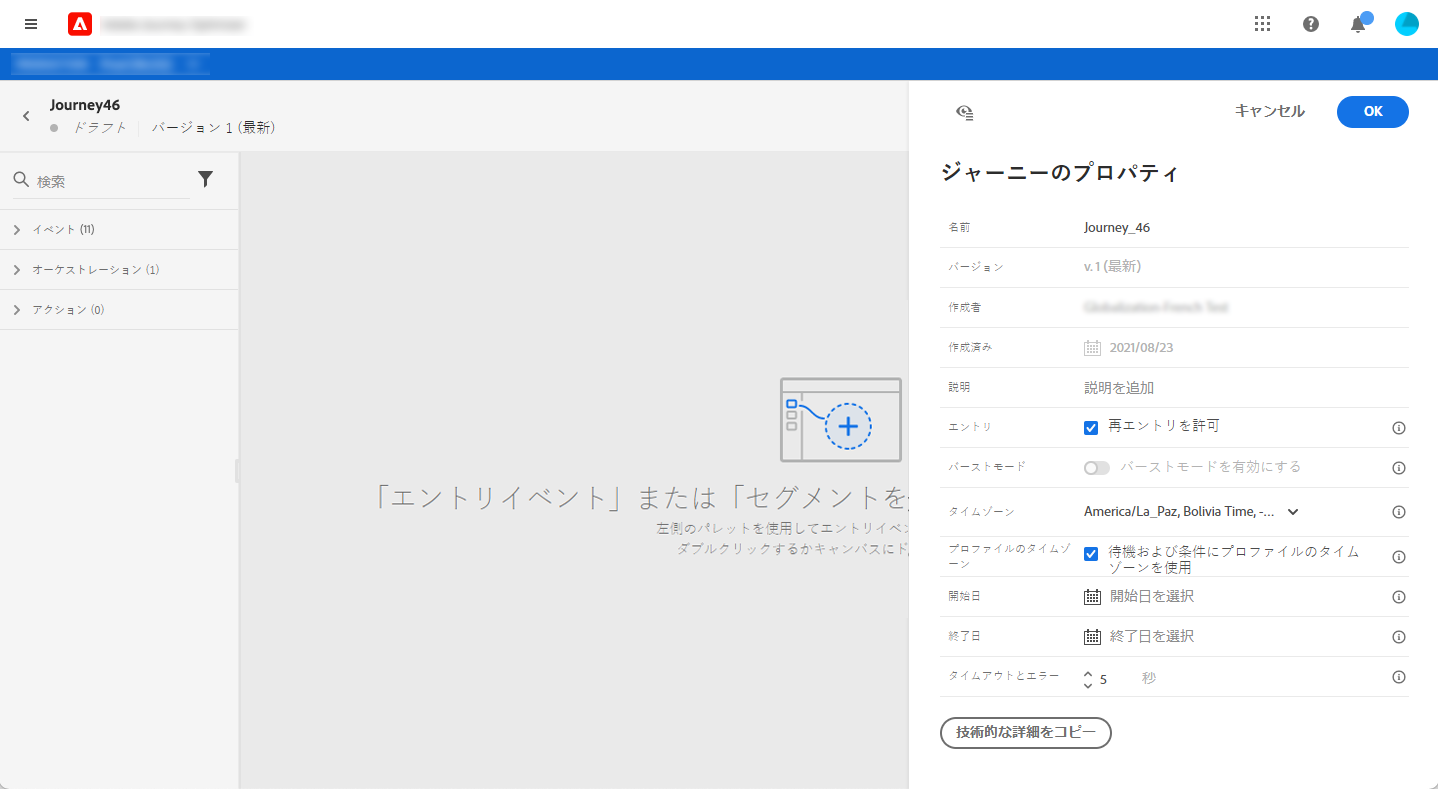 Journey46
ドラフト
バージョン 1 (最新)
検索
イベント (11)
オーケストレーション (1)
アクション (0)
「エントリイベント」または「セグメントを
左側のパレットを使用してエントリイベン
ダブルクリックするかキャンバスにド
キャンセル
OK
ジャーニーのプロパティ
名前 Journey_46
バージョン v. 1 (最新)
作成者
作成済み 2021/08/23
説明 説明を追加
エントリ 再エントリを許可
バーストモード バーストモードを有効にする
タイムゾーン America/La_Paz, Bolivia Time, -...
プロファイルのタイムゾ
ーン
待機および条件にプロファイルのタイム
ゾーンを使用
開始日 開始日を選択
終了日 終了日を選択
タイムアウトとエラー 5 秒
技術的な詳細をコピー